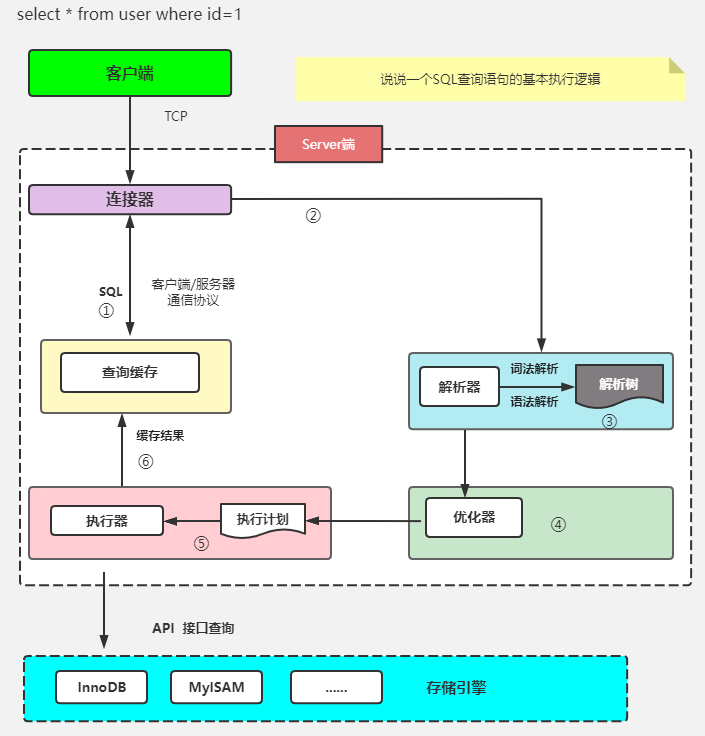 select * from user where id=1
客户端
说说一个SQL查询语句的基本执行逻辑
TCP
Server端
连接器
②
SQL
①
客户端/服务器
通信协议
查询缓存
解析器
词法解析
语法解析
解析树
③
缓存结果
⑥
执行器
执行计划
⑤
优化器
④
API 接口查询
InnoDB
MyISAM
......
存储引擎